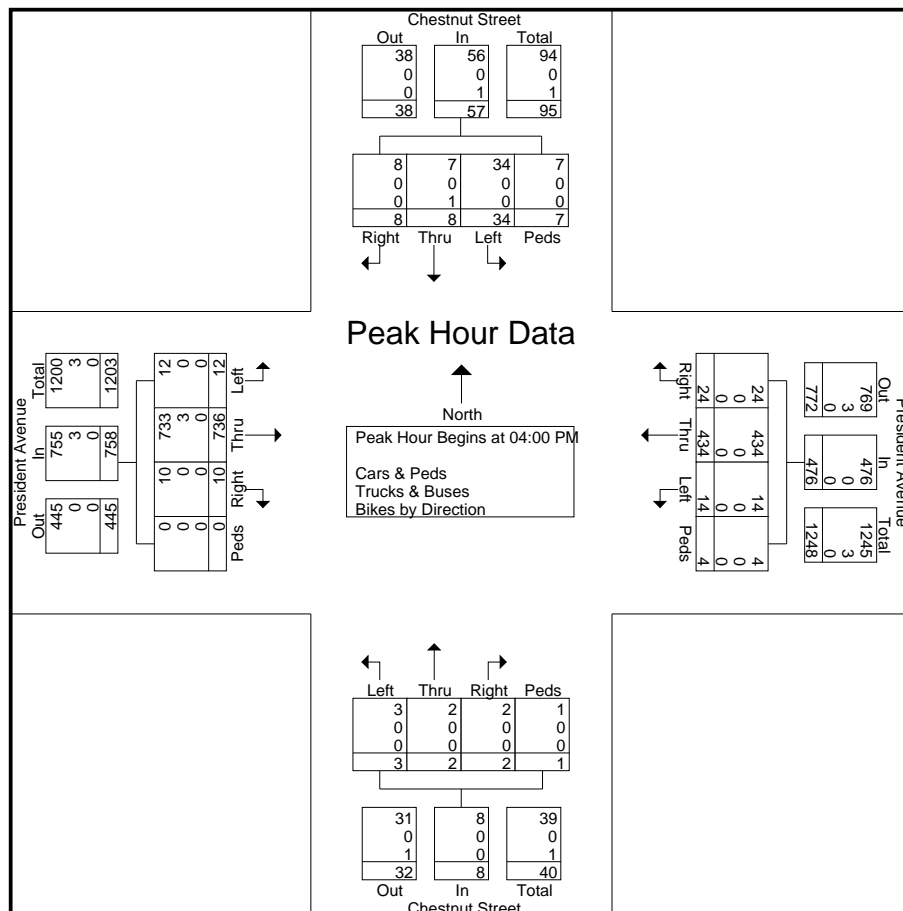 Chestnut Street
Out In Total
38 56 94
0 0 0
0 1 1
38 57 95
8 7 34 7
0 0 0 0
0 1 0 0
8 8 34 7
Right Thru Left Peds
Peak Hour Data
North
Peak Hour Begins at 04:00 PM
Cars & Peds
Trucks & Buses
Bikes by Direction
President Avenue
Out In Total
445 755 1200
0 3 3
0 0 0
445 758 1203
0 10 733 12
0 0 3 0
0 0 0 0
0 10 736 12
Peds Right Thru Left
President Avenue
Out In Total
769 476 1245
3 0 3
0 0 0
772 476 1248
24 434 14 4
0 0 0 0
0 0 0 0
24 434 14 4
Right Thru Left Peds
Left Thru Right Peds
3 2 2 1
0 0 0 0
0 0 0 0
3 2 2 1
31 8 39
0 0 0
1 0 1
32 8 40
Out In Total
Chestnut Street